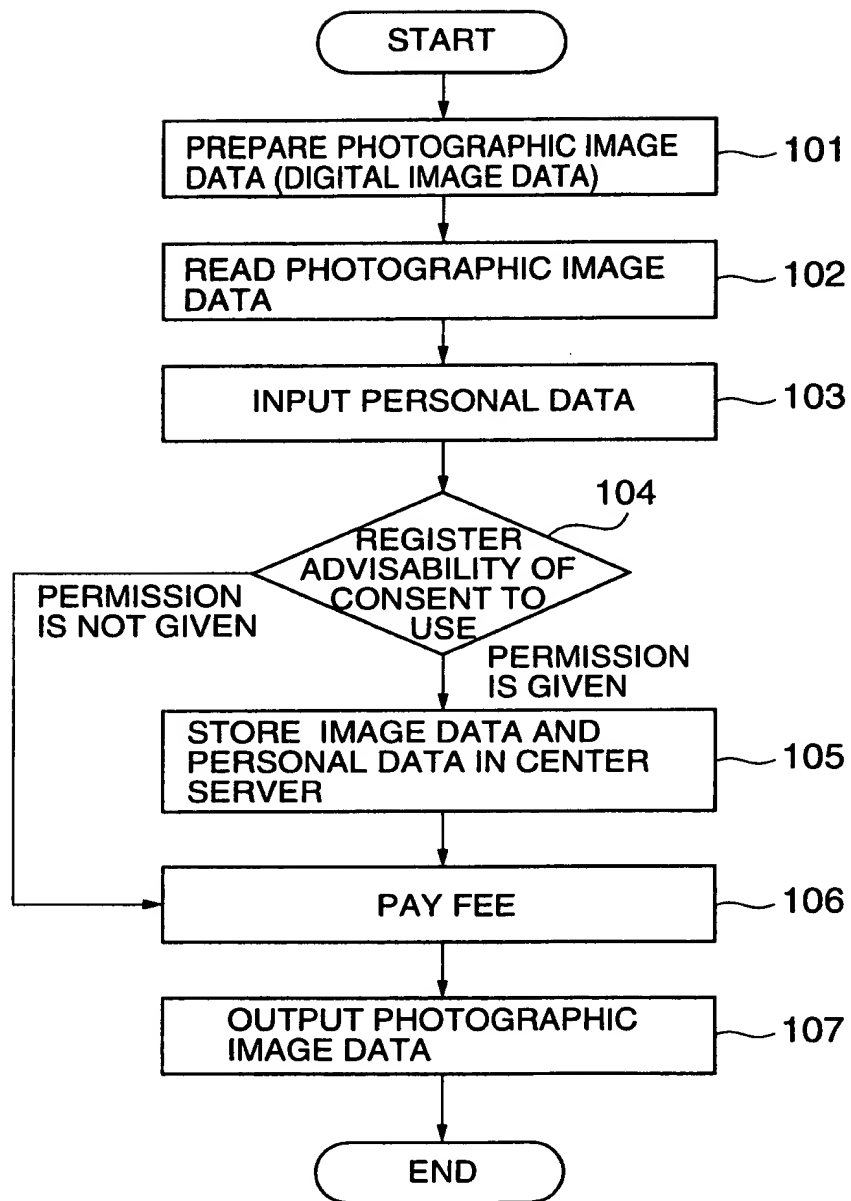 START
PREPARE PHOTOGRAPHIC IMAGE
DATA (DIGITAL IMAGE DATA)
101
READ PHOTOGRAPHIC IMAGE
DATA
102
INPUT PERSONAL DATA
103
104
REGISTER
ADVISABILITY OF
CONSENT TO
USE
PERMISSION
IS NOT GIVEN
PERMISSION
IS GIVEN
STORE IMAGE DATA AND
PERSONAL DATA IN CENTER
SERVER
105
PAY FEE
106
OUTPUT PHOTOGRAPHIC
IMAGE DATA
107
END